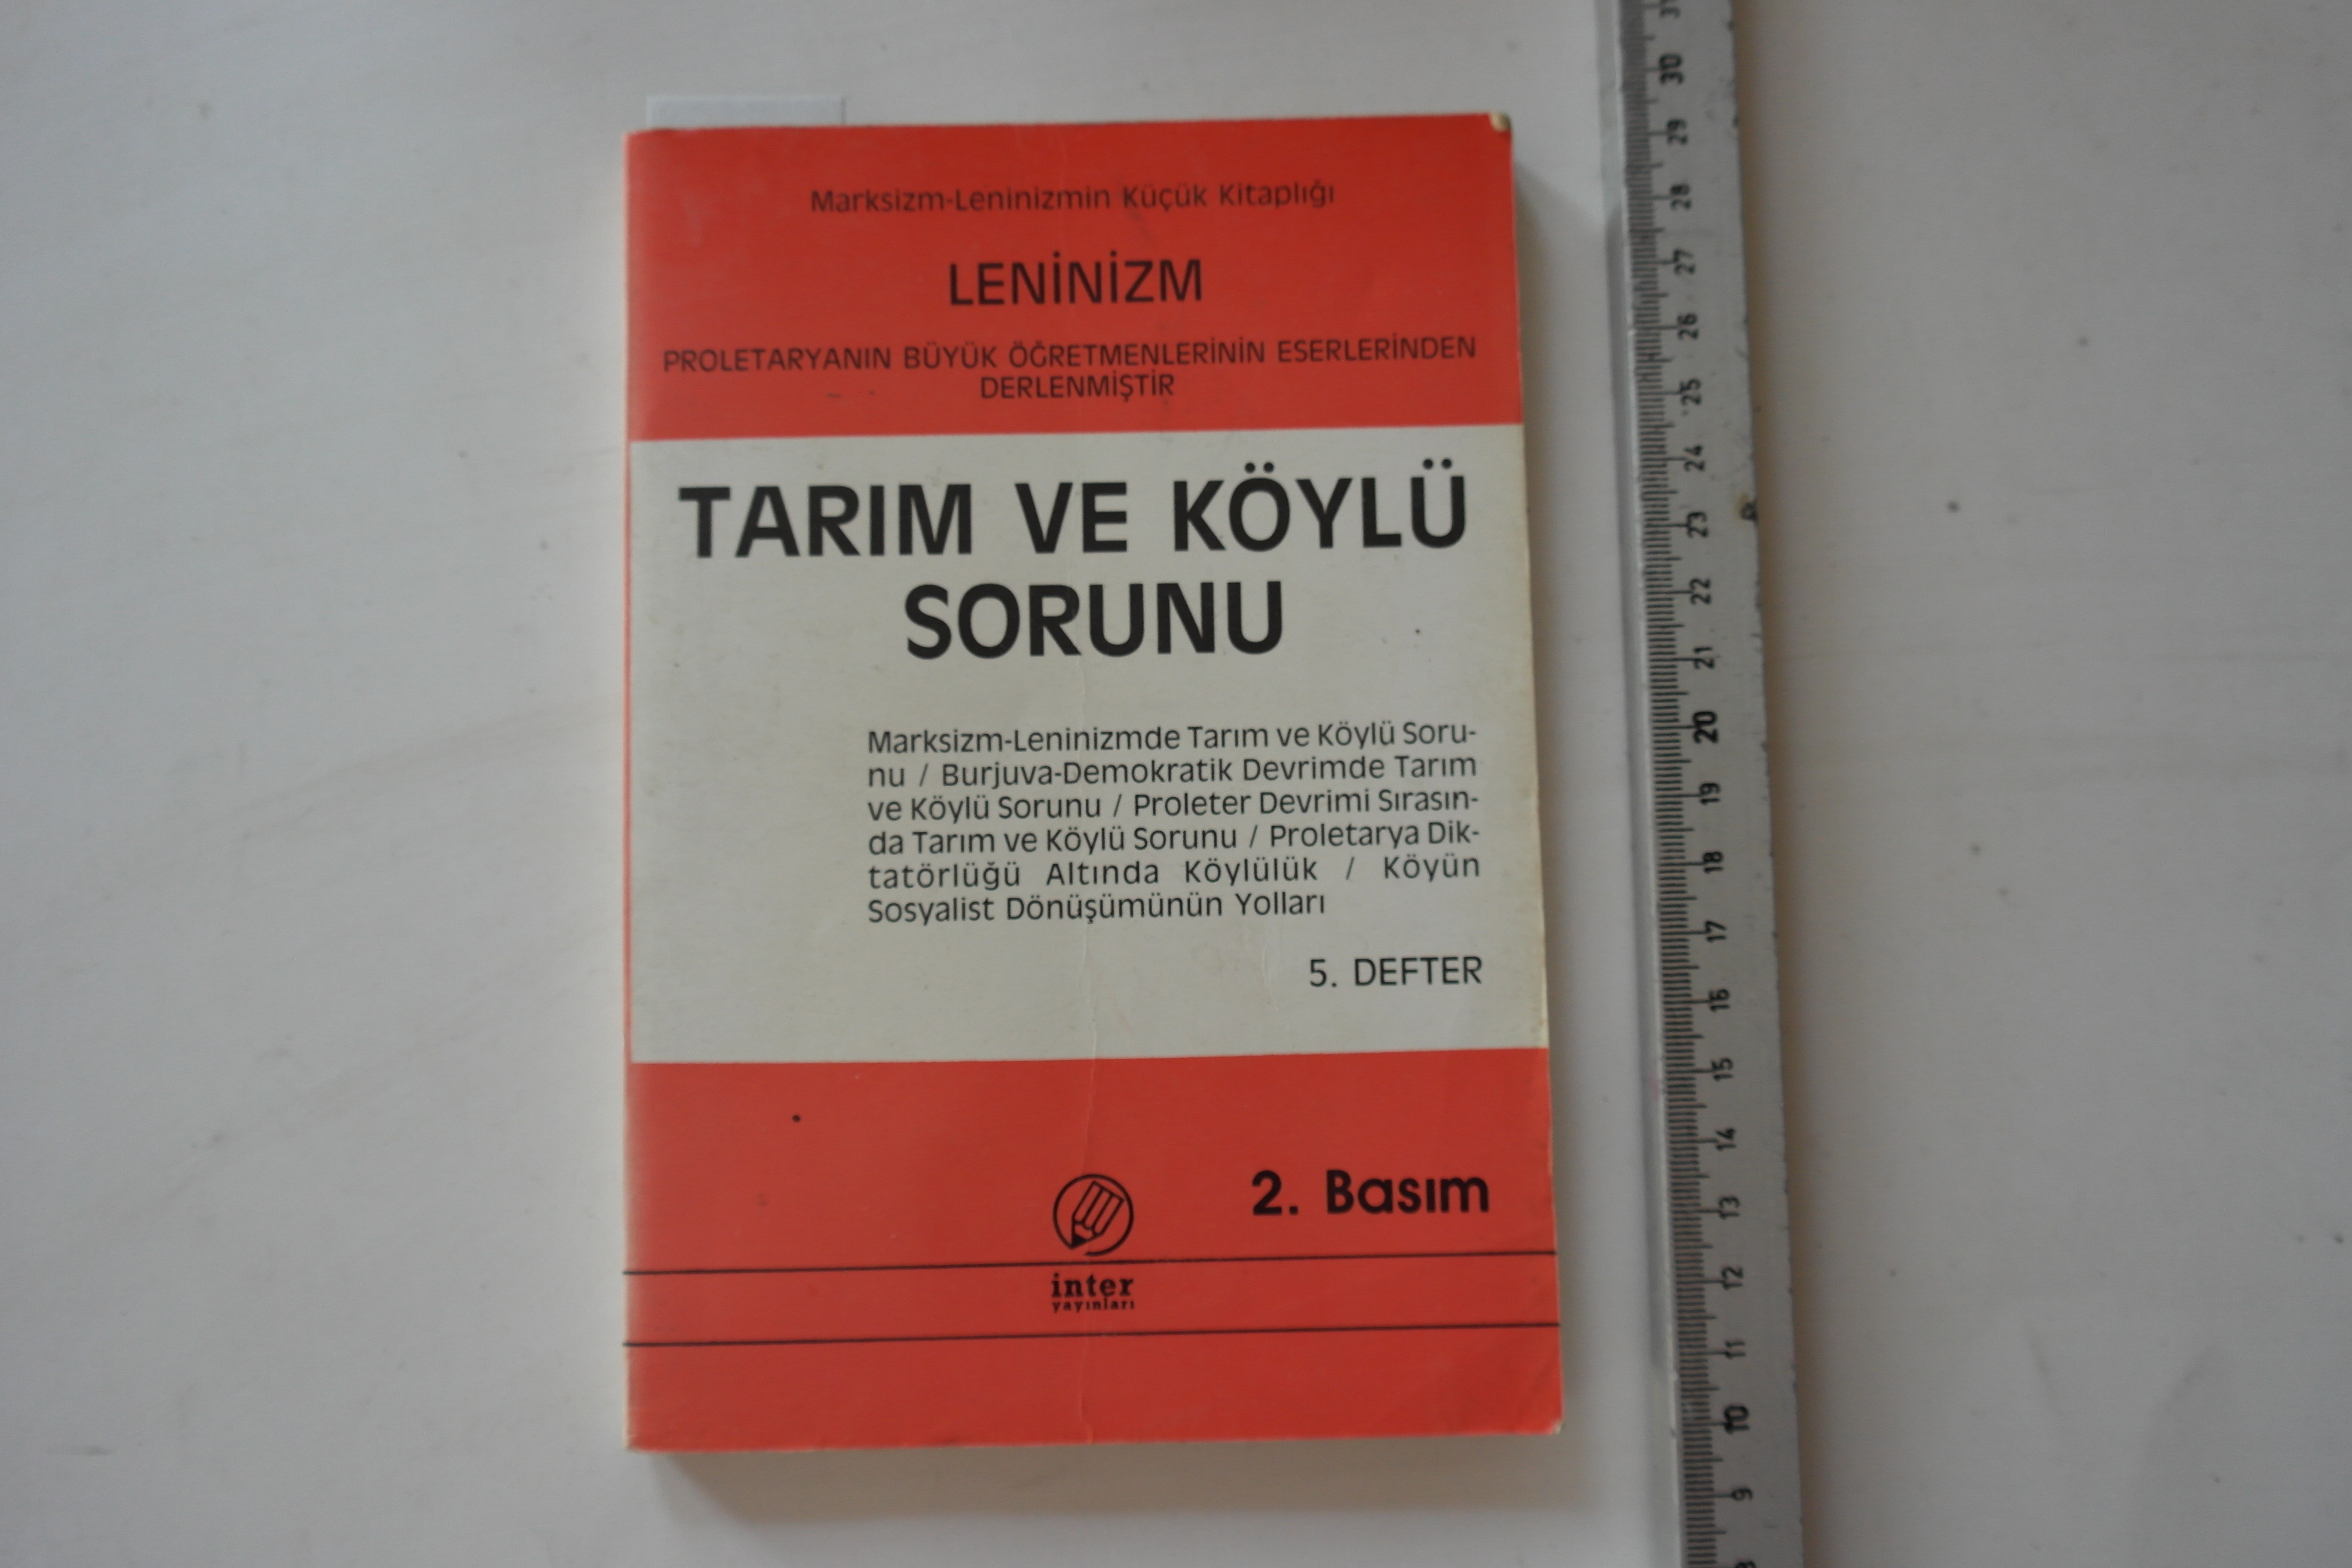 Marksizm-Leninizmin Küçük Kitaplığı
LENİNİZM
PROLETARYANIN BÜYÜK ÖĞRETMENLERİNİN ESERLERİNDEN
DERLENMİŞTİR
TARIM VE KÖYLÜ
SORUNU
Marksizm-Leninizmde Tarım ve Köylü Soru-
nu / Burjuva-Demokratik Devrimde Tarım
ve Köylü Sorunu / Proleter Devrimi Sırasın-
da Tarım ve Köylü Sorunu / Proletarya Dik-
tatörlüğü Altında Köylülük / Köyün
Sosyalist Dönüşümünün Yolları
5. DEFTER
2. Basım
inter
yayınları
31
30
29
28
27
26
25
24
23
22
21
20
19
18
17
16
15
14
13
12
11
10
9
8